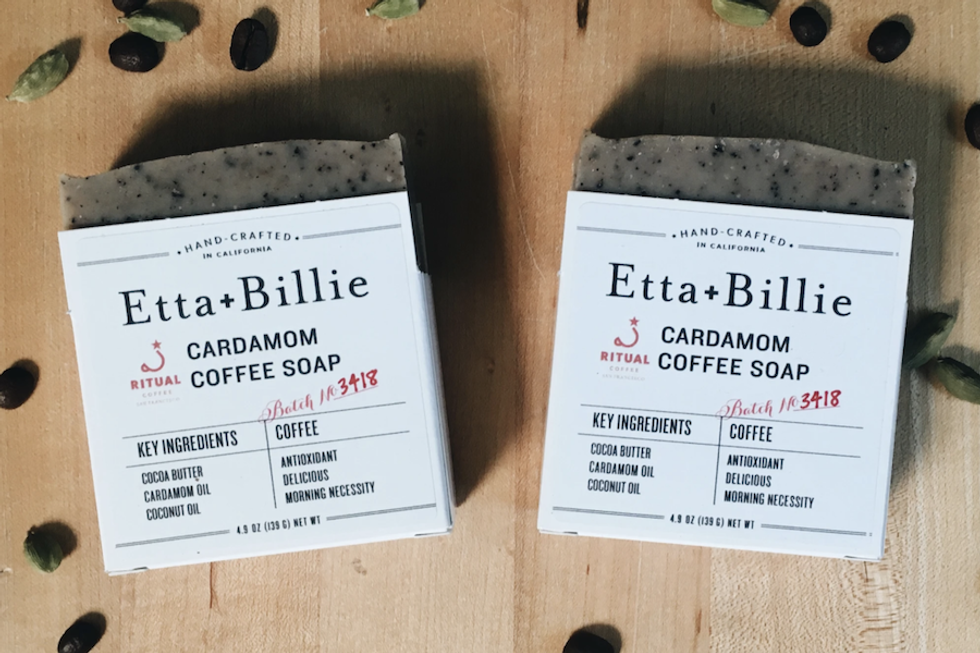 HAND-CRAFTED
IN CALIFORNIA
Etta+Billie
RITUAL
COFFEE
CARDAMOM
COFFEE SOAP
Batch No 3418
KEY INGREDIENTS
COCOA BUTTER
CARDAMOM OIL
COCONUT OIL
COFFEE
ANTIOXIDANT
DELICIOUS
MORNING NECESSITY
4.9 OZ (139 G) NET WT
HAND-CRAFTED
IN CALIFORNIA
Etta+Billie
RITUAL
COFFEE
CARDAMOM
COFFEE SOAP
Batch No 3418
KEY INGREDIENTS
COCOA BUTTER
CARDAMOM OIL
COCONUT OIL
COFFEE
ANTIOXIDANT
DELICIOUS
MORNING NECESSITY
4.9 OZ (139 G) NET WT